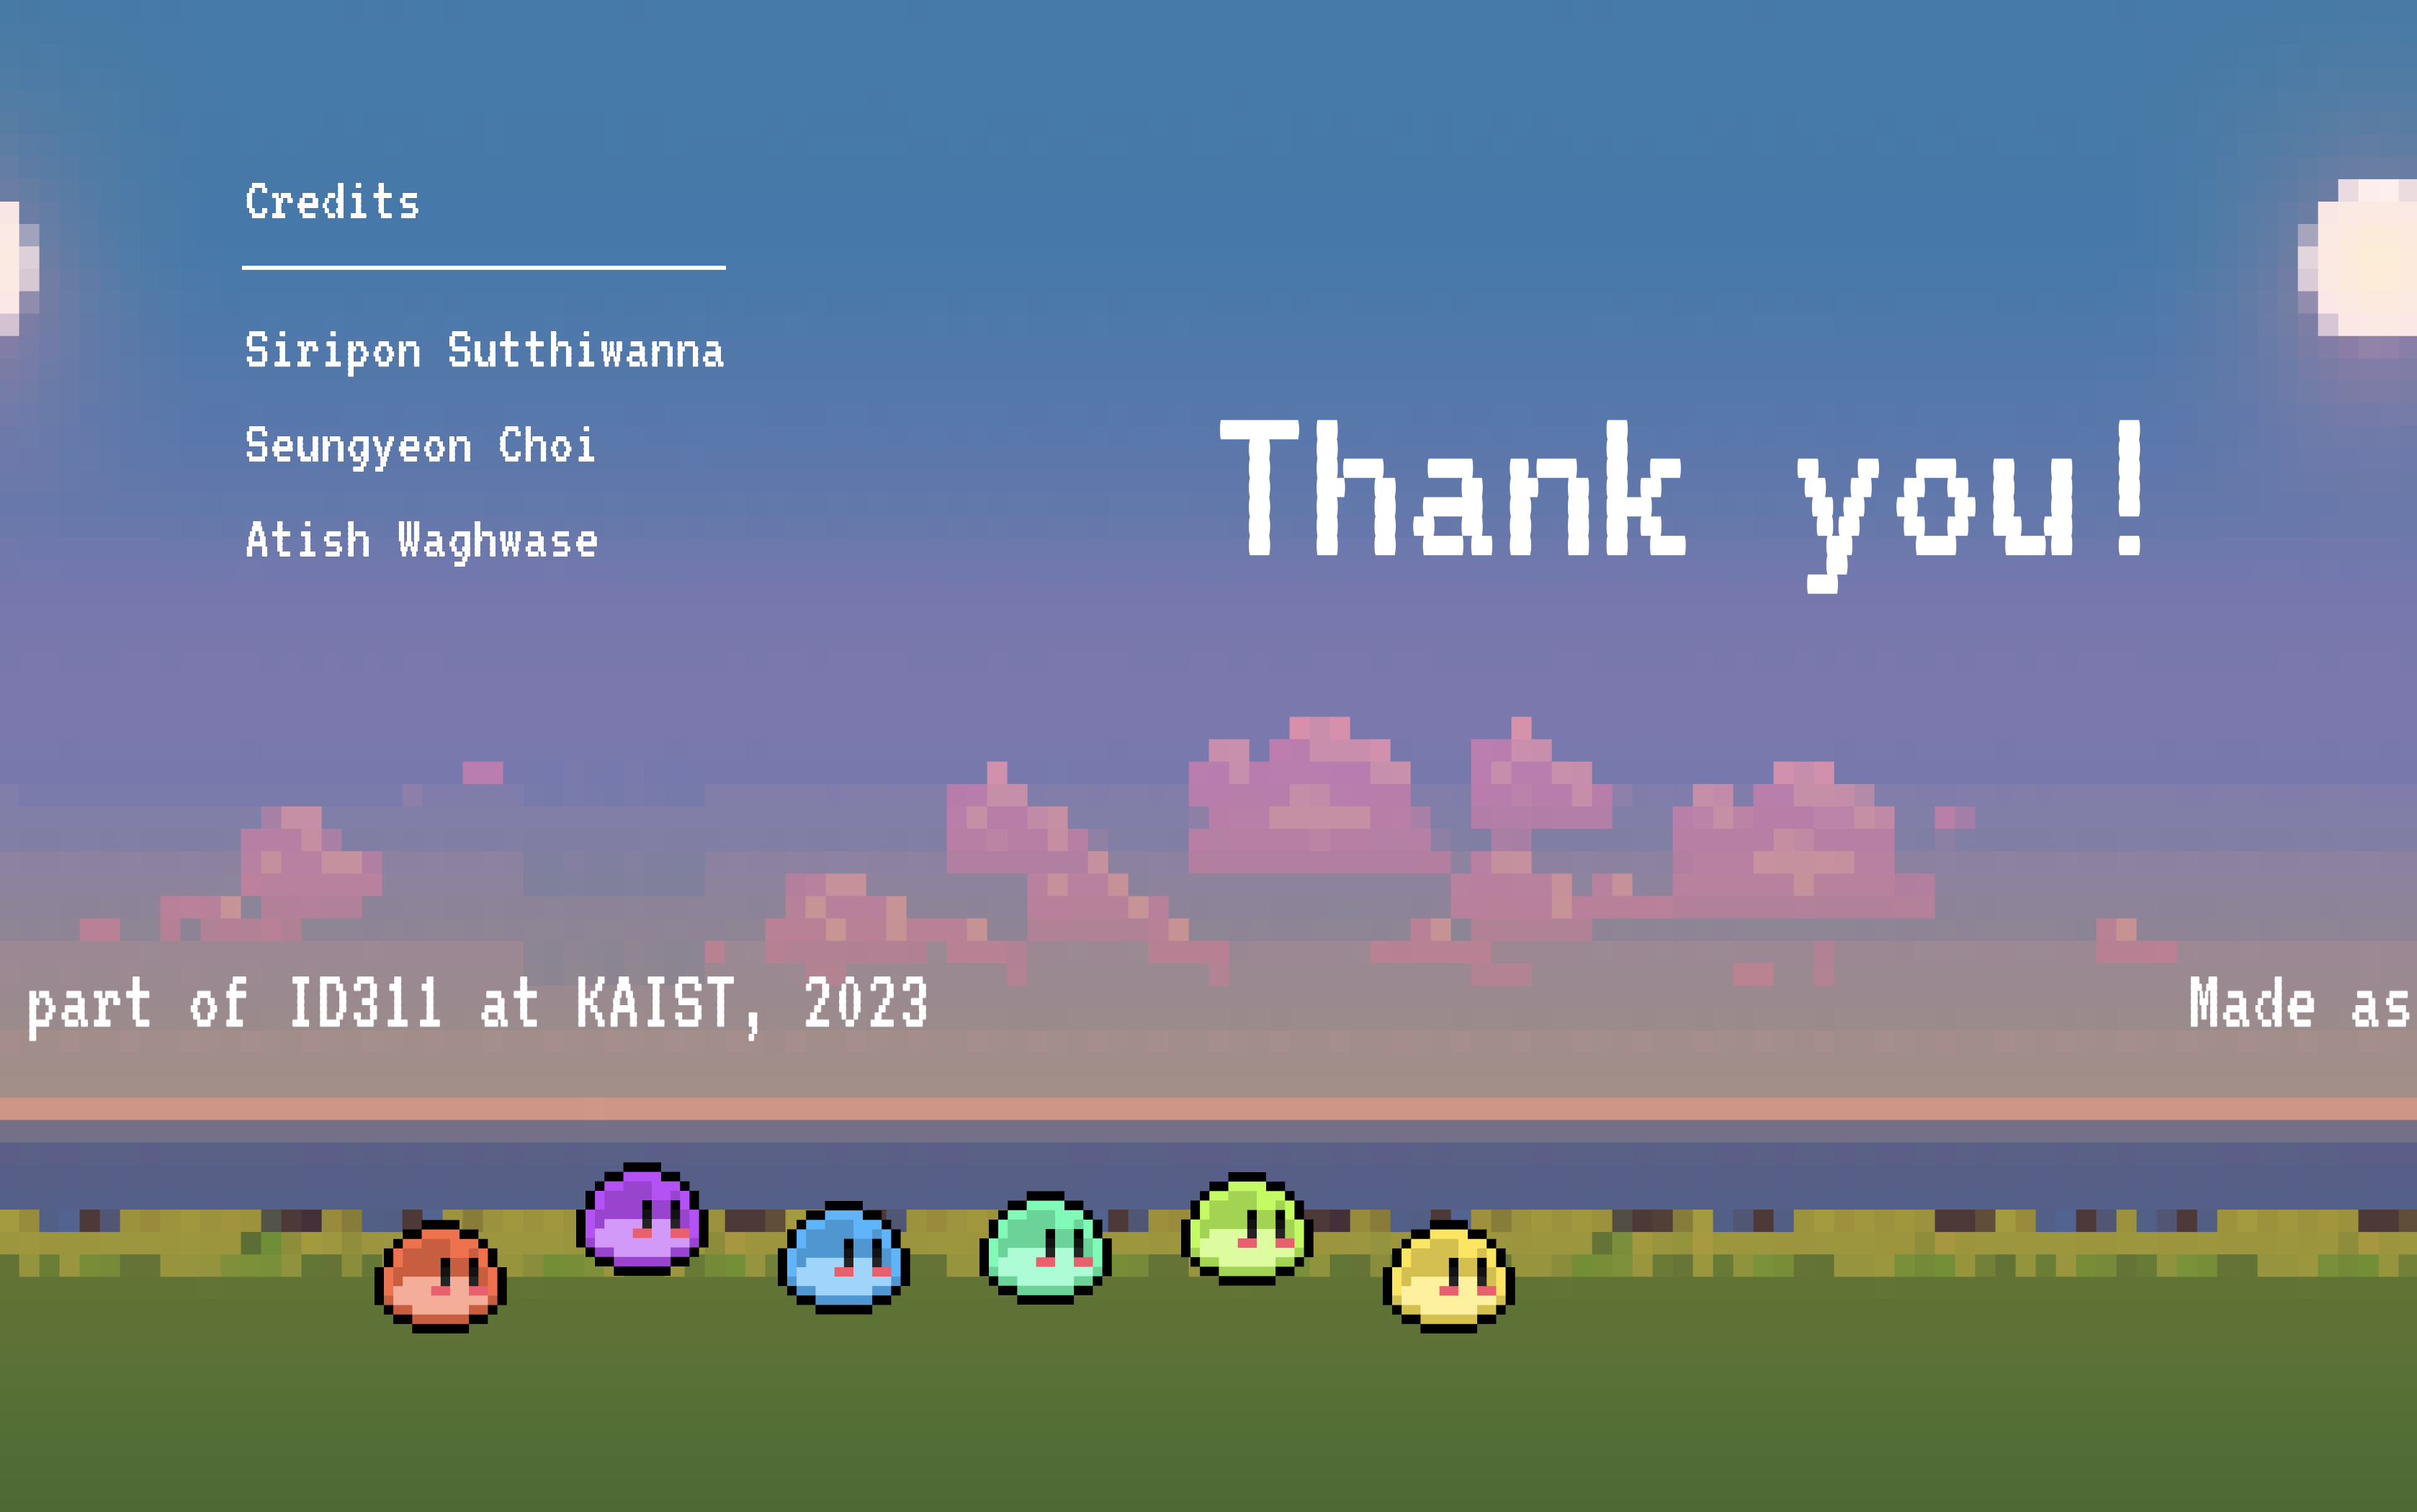 Credits
Siripon Sutthiwanna
Seungyeon Choi
Atish Waghwase
Thank you!
part of ID311 at KAIST, 2023
Made as